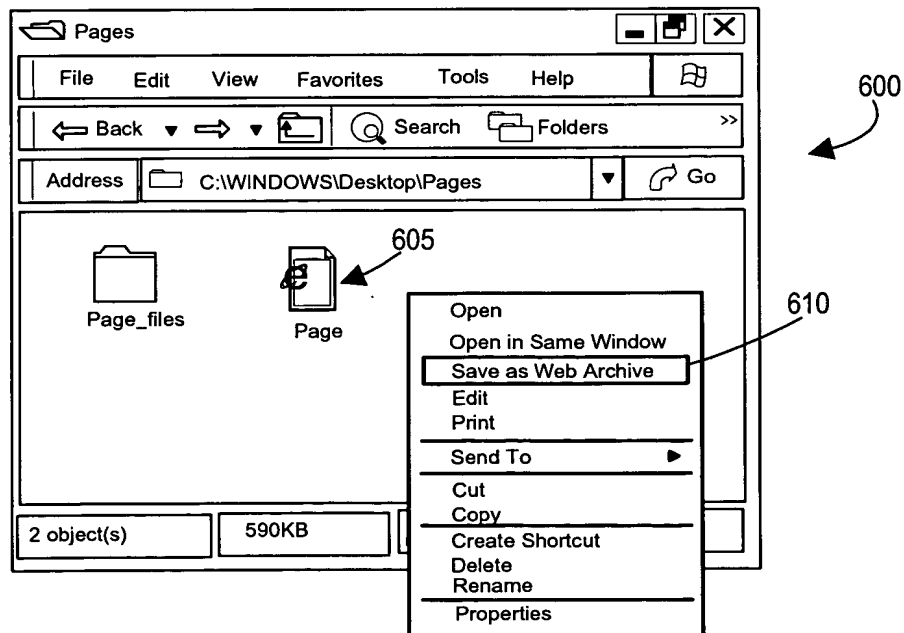 Pages
File Edit View Favorites Tools Help
600
Back Search Folders >>
Address C:\WINDOWS\Desktop\Pages Go
605
Page_files
Page
610
Open
Open in Same Window
Save as Web Archive
Edit
Print
Send To
Cut
Copy
Create Shortcut
Delete
Rename
Properties
2 object(s) 590KB